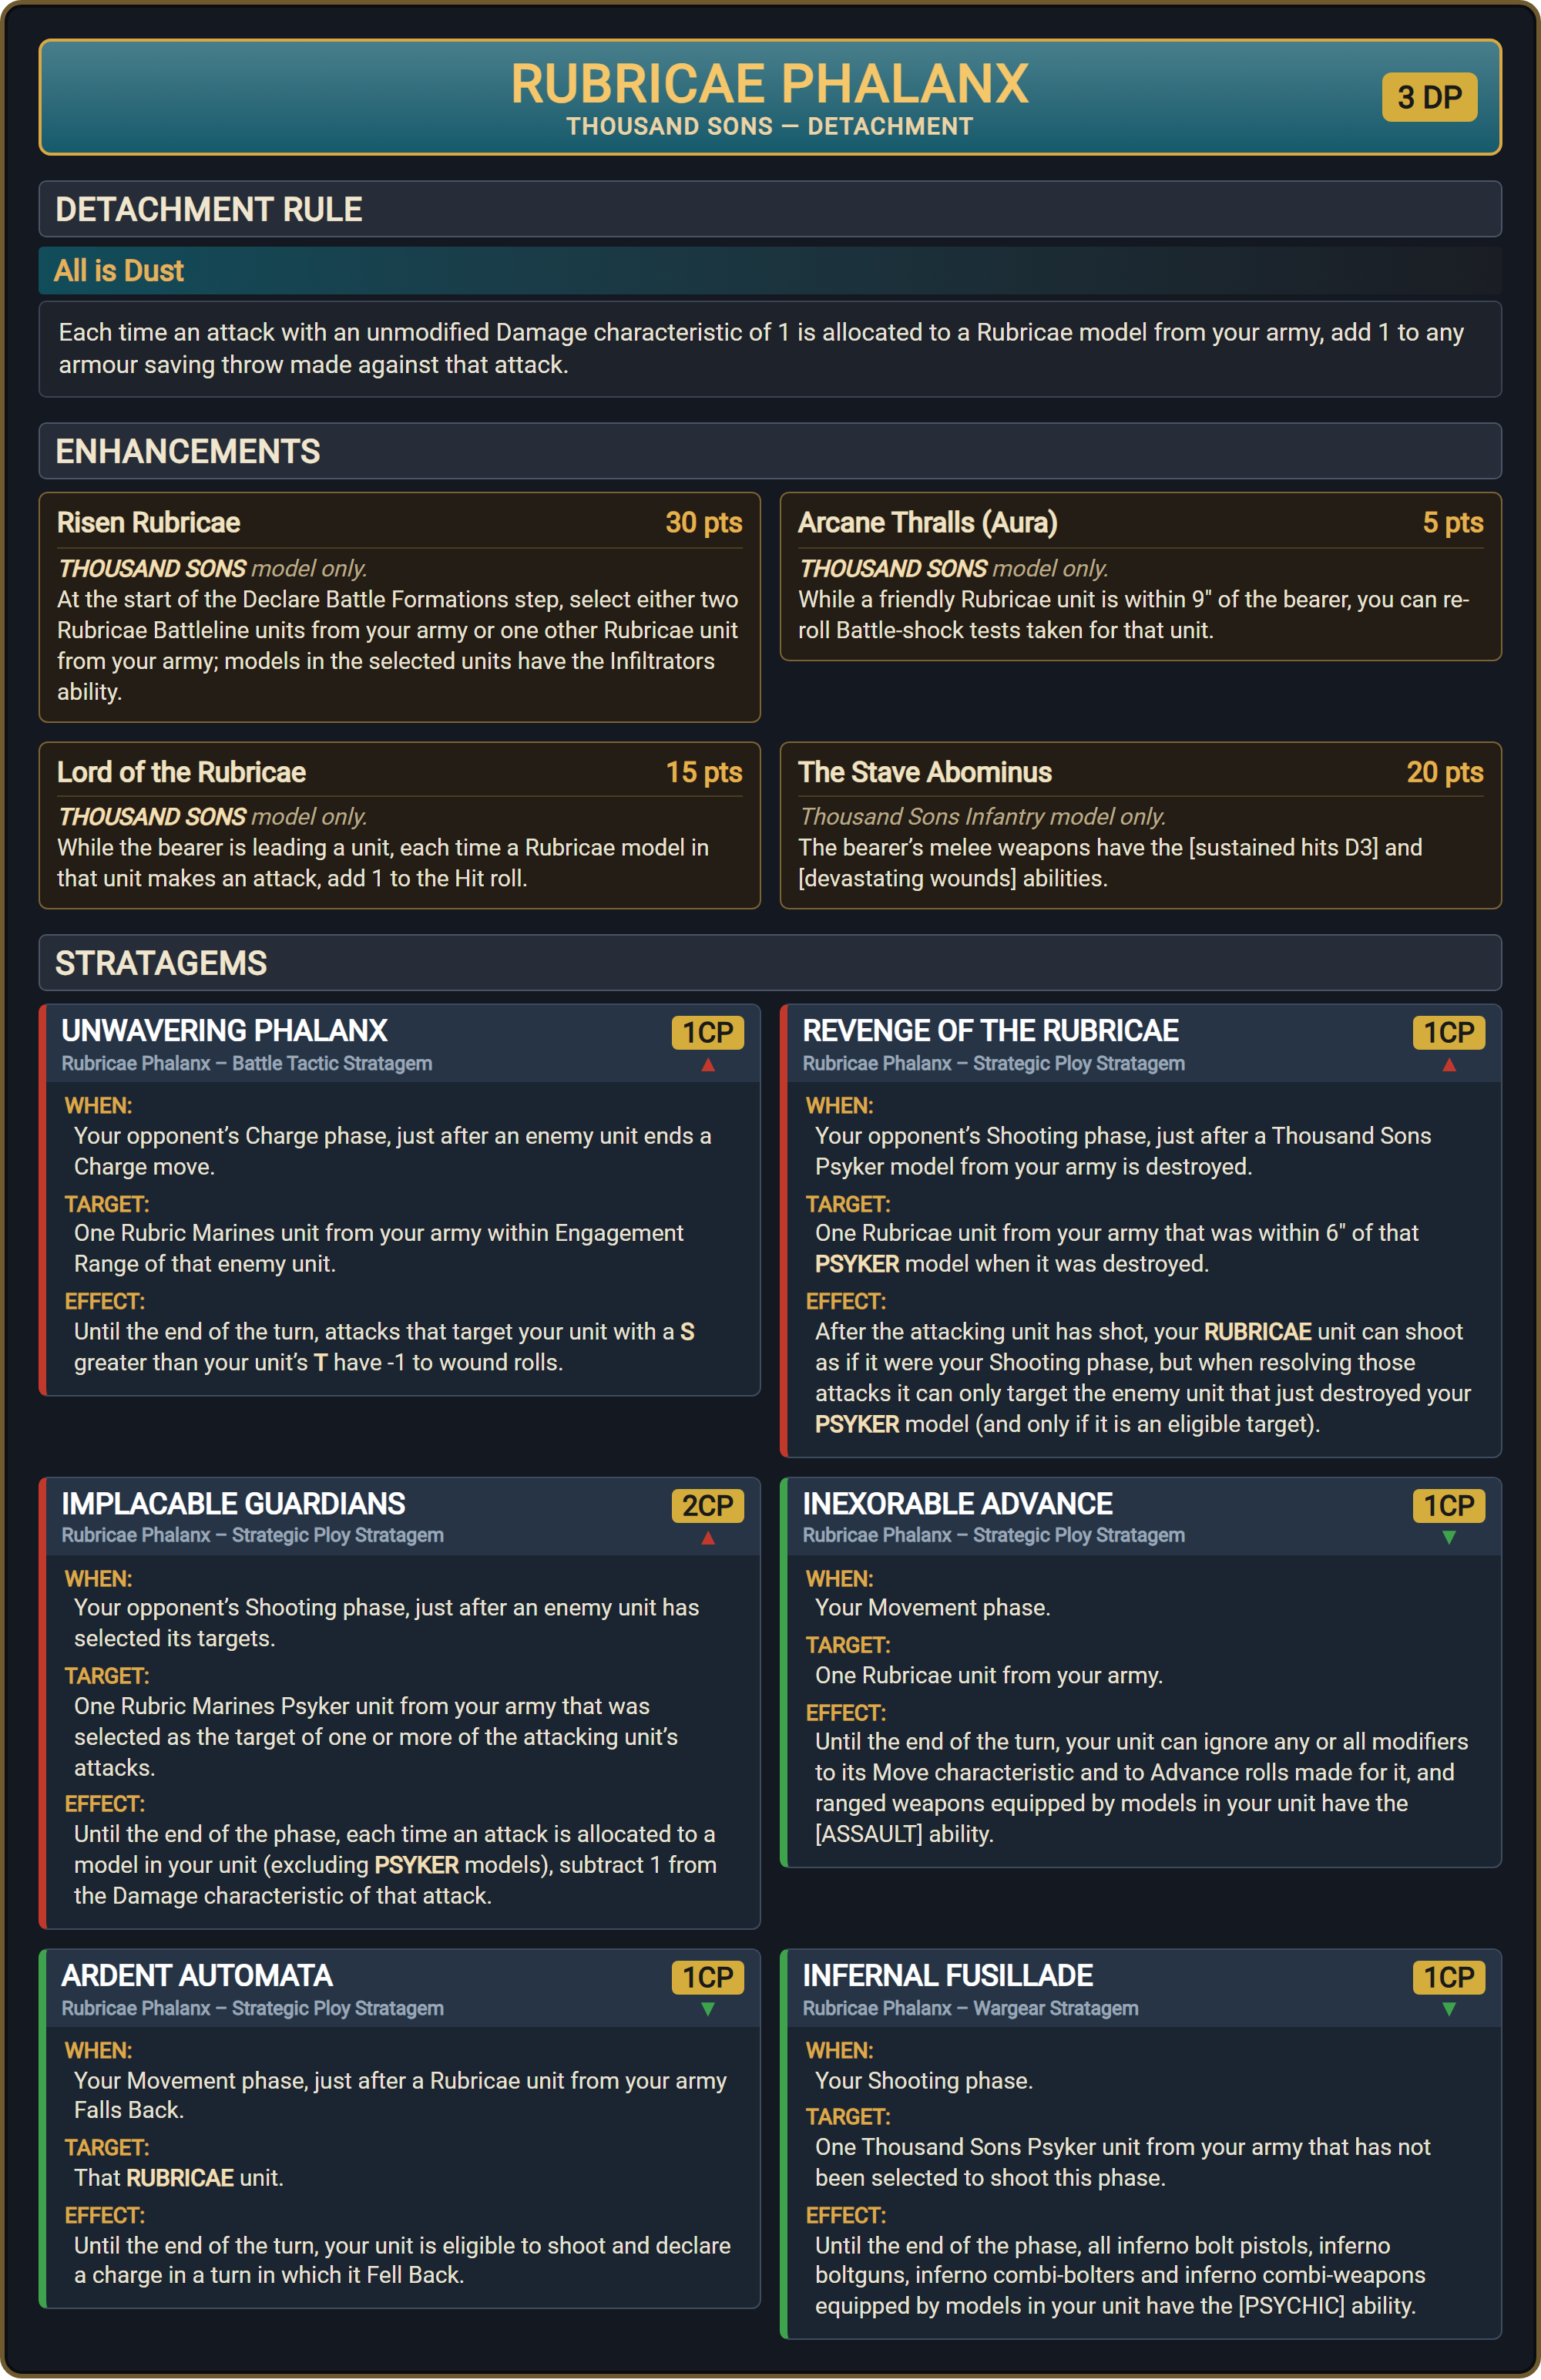 RUBRICAE PHALANX
THOUSAND SONS — DETACHMENT
3 DP
DETACHMENT RULE
All is Dust
Each time an attack with an unmodified Damage characteristic of 1 is allocated to a Rubricae model from your army, add 1 to any
armour saving throw made against that attack.
ENHANCEMENTS
Risen Rubricae
30 pts
THOUSAND SONS model only.
At the start of the Declare Battle Formations step, select either two
Rubricae Battleline units from your army or one other Rubricae unit
from your army; models in the selected units have the Infiltrators
ability.
Arcane Thralls (Aura)
5 pts
THOUSAND SONS model only.
While a friendly Rubricae unit is within 9" of the bearer, you can re-
roll Battle-shock tests taken for that unit.
Lord of the Rubricae
15 pts
THOUSAND SONS model only.
While the bearer is leading a unit, each time a Rubricae model in
that unit makes an attack, add 1 to the Hit roll.
The Stave Abominus
20 pts
Thousand Sons Infantry model only.
The bearer’s melee weapons have the [sustained hits D3] and
[devastating wounds] abilities.
STRATAGEMS
UNWAVERING PHALANX
1CP
Rubricae Phalanx – Battle Tactic Stratagem
▲
WHEN:
Your opponent’s Charge phase, just after an enemy unit ends a
Charge move.
TARGET:
One Rubric Marines unit from your army within Engagement
Range of that enemy unit.
EFFECT:
Until the end of the turn, attacks that target your unit with a S
greater than your unit’s T have -1 to wound rolls.
REVENGE OF THE RUBRICAE
1CP
Rubricae Phalanx – Strategic Ploy Stratagem
▲
WHEN:
Your opponent’s Shooting phase, just after a Thousand Sons
Psyker model from your army is destroyed.
TARGET:
One Rubricae unit from your army that was within 6" of that
PSYKER model when it was destroyed.
EFFECT:
After the attacking unit has shot, your RUBRICAE unit can shoot
as if it were your Shooting phase, but when resolving those
attacks it can only target the enemy unit that just destroyed your
PSYKER model (and only if it is an eligible target).
IMPLACABLE GUARDIANS
2CP
Rubricae Phalanx – Strategic Ploy Stratagem
▲
WHEN:
Your opponent’s Shooting phase, just after an enemy unit has
selected its targets.
TARGET:
One Rubric Marines Psyker unit from your army that was
selected as the target of one or more of the attacking unit’s
attacks.
EFFECT:
Until the end of the phase, each time an attack is allocated to a
model in your unit (excluding PSYKER models), subtract 1 from
the Damage characteristic of that attack.
INEXORABLE ADVANCE
1CP
Rubricae Phalanx – Strategic Ploy Stratagem
▼
WHEN:
Your Movement phase.
TARGET:
One Rubricae unit from your army.
EFFECT:
Until the end of the turn, your unit can ignore any or all modifiers
to its Move characteristic and to Advance rolls made for it, and
ranged weapons equipped by models in your unit have the
[ASSAULT] ability.
ARDENT AUTOMATA
1CP
Rubricae Phalanx – Strategic Ploy Stratagem
▼
WHEN:
Your Movement phase, just after a Rubricae unit from your army
Falls Back.
TARGET:
That RUBRICAE unit.
EFFECT:
Until the end of the turn, your unit is eligible to shoot and declare
a charge in a turn in which it Fell Back.
INFERNAL FUSILLADE
1CP
Rubricae Phalanx – Wargear Stratagem
▼
WHEN:
Your Shooting phase.
TARGET:
One Thousand Sons Psyker unit from your army that has not
been selected to shoot this phase.
EFFECT:
Until the end of the phase, all inferno bolt pistols, inferno
boltguns, inferno combi-bolters and inferno combi-weapons
equipped by models in your unit have the [PSYCHIC] ability.